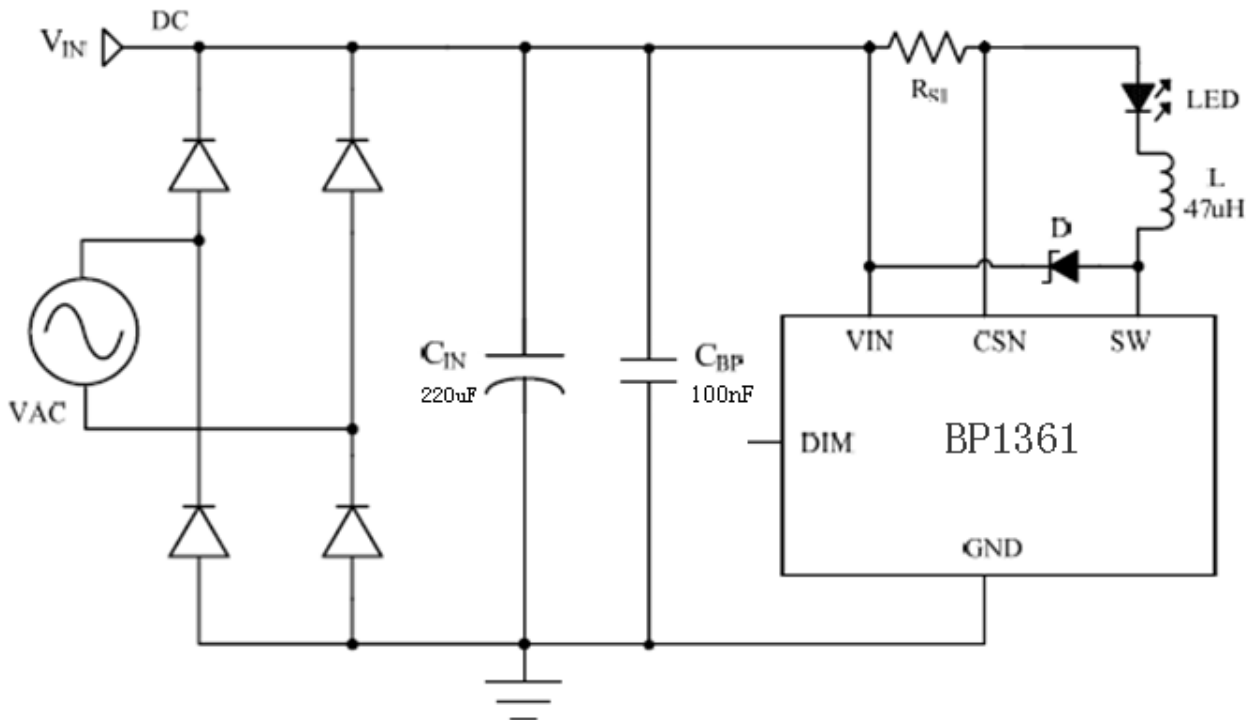 DC
VIN
RSI
LED
L
47uH
D
VIN
CSN
SW
CIN
220uF
CBP
100nF
VAC
DIM
BP1361
GND